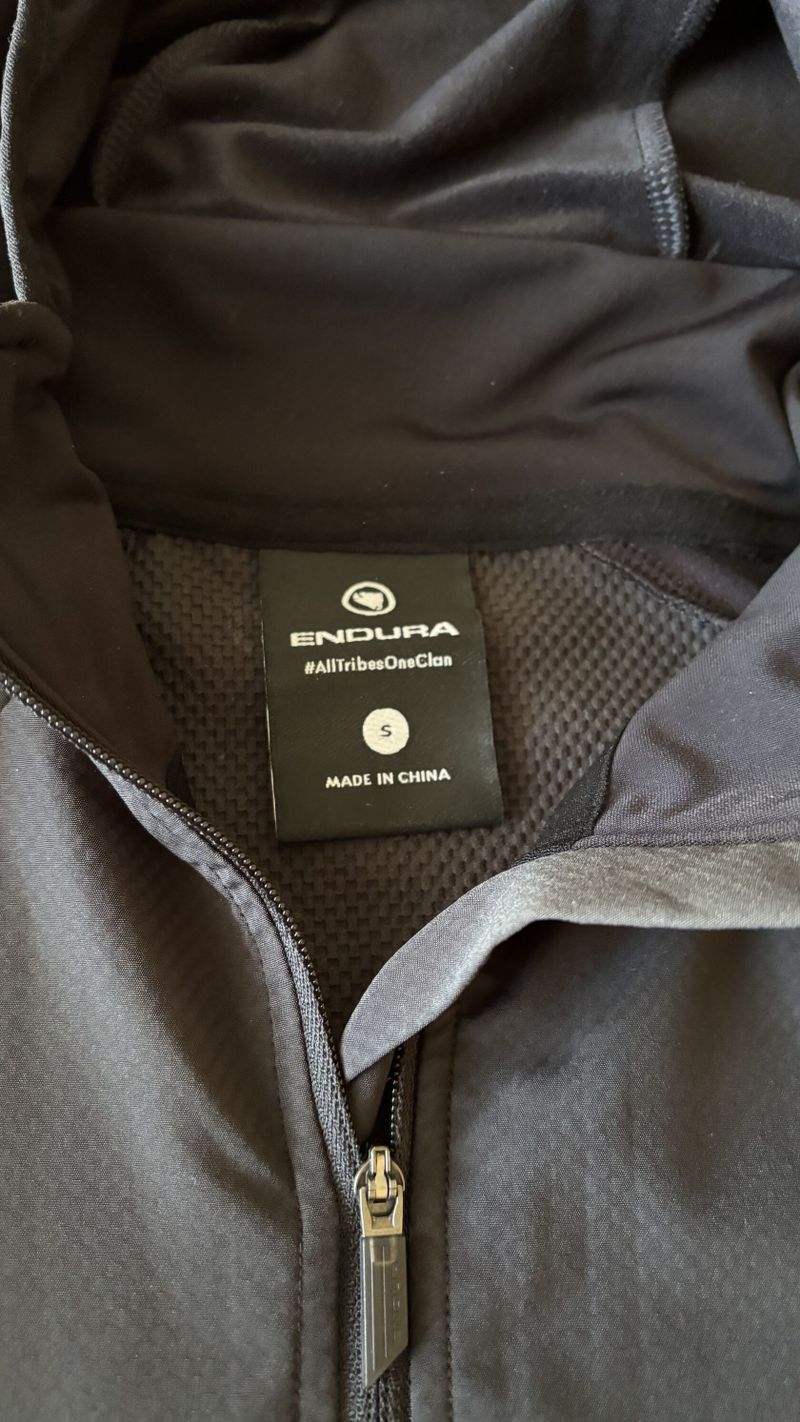 ENDURA
#AllTribesOneClan
S
MADE IN CHINA